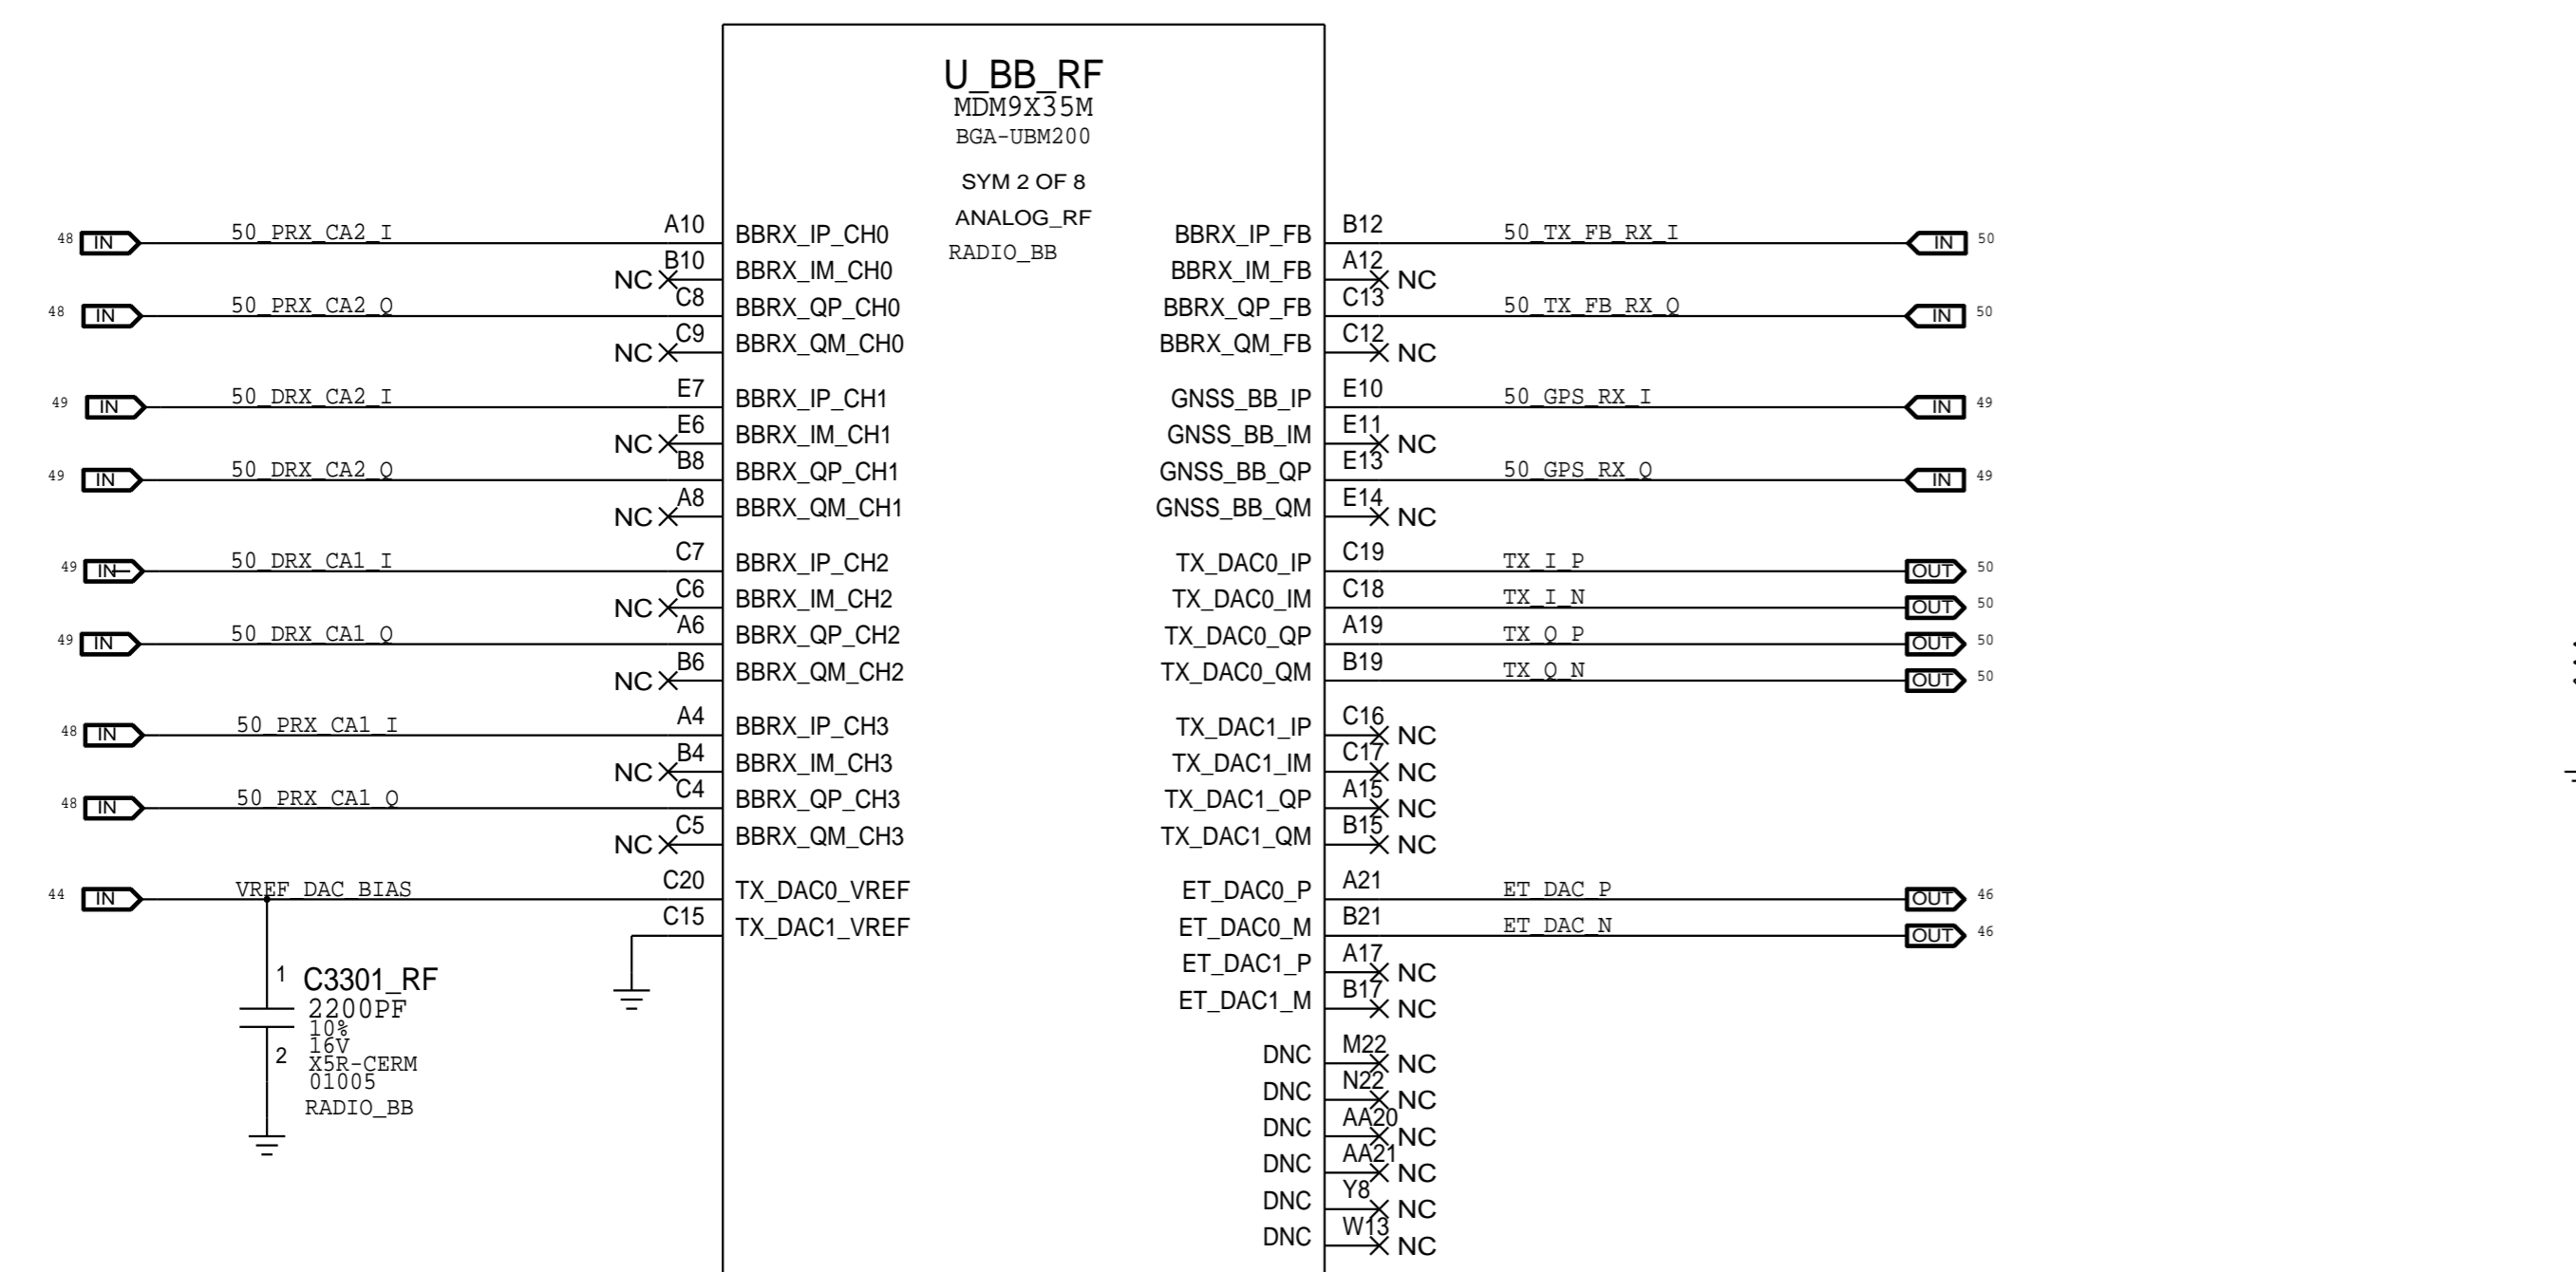 U_BB_RF
MDM9X35M
BGA-UBM200
SYM 2 OF 8
ANALOG_RF
RADIO_BB
48 IN 50_PRX_CA2_I A10 BBRX_IP_CH0
NC B10 BBRX_IM_CH0
48 IN 50_PRX_CA2_Q C8 BBRX_QP_CH0
NC C9 BBRX_QM_CH0
49 IN 50_DRX_CA2_I E7 BBRX_IP_CH1
NC E6 BBRX_IM_CH1
49 IN 50_DRX_CA2_Q B8 BBRX_QP_CH1
NC A8 BBRX_QM_CH1
49 IN 50_DRX_CA1_I C7 BBRX_IP_CH2
NC C6 BBRX_IM_CH2
49 IN 50_DRX_CA1_Q A6 BBRX_QP_CH2
NC B6 BBRX_QM_CH2
48 IN 50_PRX_CA1_I A4 BBRX_IP_CH3
NC B4 BBRX_IM_CH3
48 IN 50_PRX_CA1_Q C4 BBRX_QP_CH3
NC C5 BBRX_QM_CH3
44 IN VREF_DAC_BIAS C20 TX_DAC0_VREF
C15 TX_DAC1_VREF
1 C3301_RF
2200PF
10%
16V
2 X5R-CERM
01005
RADIO_BB
BBRX_IP_FB B12 50_TX_FB_RX_I IN 50
BBRX_IM_FB A12 NC
BBRX_QP_FB C13 50_TX_FB_RX_Q IN 50
BBRX_QM_FB C12 NC
GNSS_BB_IP E10 50_GPS_RX_I IN 49
GNSS_BB_IM E11 NC
GNSS_BB_QP E13 50_GPS_RX_Q IN 49
GNSS_BB_QM E14 NC
TX_DAC0_IP C19 TX_I_P OUT 50
TX_DAC0_IM C18 TX_I_N OUT 50
TX_DAC0_QP A19 TX_Q_P OUT 50
TX_DAC0_QM B19 TX_Q_N OUT 50
TX_DAC1_IP C16 NC
TX_DAC1_IM C17 NC
TX_DAC1_QP A15 NC
TX_DAC1_QM B15 NC
ET_DAC0_P A21 ET_DAC_P OUT 46
ET_DAC0_M B21 ET_DAC_N OUT 46
ET_DAC1_P A17 NC
ET_DAC1_M B17 NC
DNC M22 NC
DNC N22 NC
DNC AA20 NC
DNC AA21 NC
DNC Y8 NC
DNC W13 NC